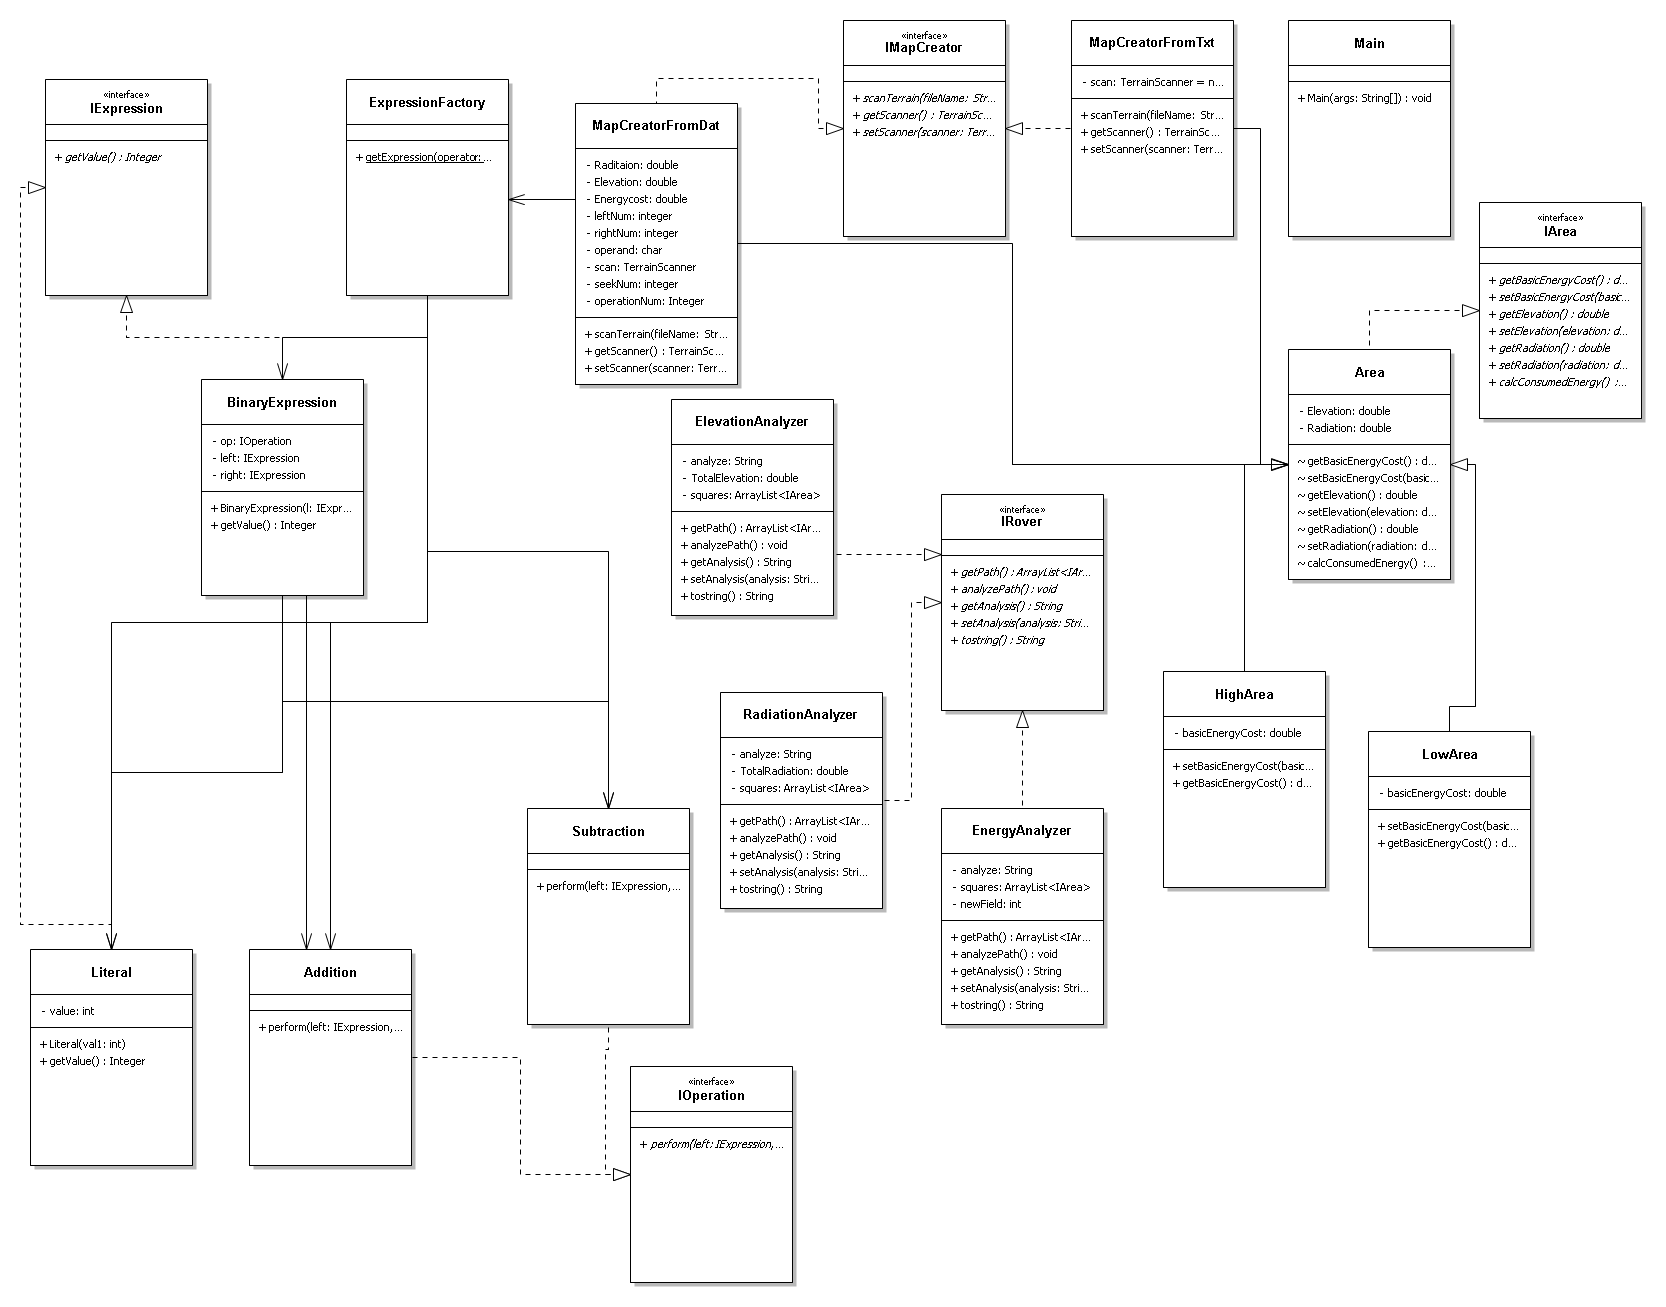 «interface»
IExpression
+ getValue() : Integer
ExpressionFactory
+ getExpression(operator: ...
MapCreatorFromDat
- Raditaion: double
- Elevation: double
- Energycost: double
- leftNum: integer
- rightNum: integer
- operand: char
- scan: TerrainScanner
- seekNum: integer
- operationNum: Integer
+ scanTerrain(fileName: Str...
+ getScanner() : TerrainSc...
+ setScanner(scanner: Terr...
«interface»
IMapCreator
+ scanTerrain(fileName: Str...
+ getScanner() : TerrainSc...
+ setScanner(scanner: Terr...
MapCreatorFromTxt
- scan: TerrainScanner = n...
+ scanTerrain(fileName: Str...
+ getScanner() : TerrainSc...
+ setScanner(scanner: Terr...
Main
+ Main(args: String[]) : void
«interface»
IArea
+ getBasicEnergyCost() : d...
+ setBasicEnergyCost(basic...
+ getElevation() : double
+ setElevation(elevation: d...
+ getRadiation() : double
+ setRadiation(radiation: d...
+ calcConsumedEnergy() :...
Area
- Elevation: double
- Radiation: double
~ getBasicEnergyCost() : d...
~ setBasicEnergyCost(basic...
~ getElevation() : double
~ setElevation(elevation: d...
~ getRadiation() : double
~ setRadiation(radiation: d...
~ calcConsumedEnergy() :...
BinaryExpression
- op: IOperation
- left: IExpression
- right: IExpression
+ BinaryExpression(l: IExpr...
+ getValue() : Integer
ElevationAnalyzer
- analyze: String
- TotalElevation: double
- squares: ArrayList<IArea>
+ getPath() : ArrayList<IAr...
+ analyzePath() : void
+ getAnalysis() : String
+ setAnalysis(analysis: Stri...
+ tostring() : String
«interface»
IRover
+ getPath() : ArrayList<IAr...
+ analyzePath() : void
+ getAnalysis() : String
+ setAnalysis(analysis: Stri...
+ tostring() : String
RadiationAnalyzer
- analyze: String
- TotalRadiation: double
- squares: ArrayList<IArea>
+ getPath() : ArrayList<IAr...
+ analyzePath() : void
+ getAnalysis() : String
+ setAnalysis(analysis: Stri...
+ tostring() : String
HighArea
- basicEnergyCost: double
+ setBasicEnergyCost(basic...
+ getBasicEnergyCost() : d...
LowArea
- basicEnergyCost: double
+ setBasicEnergyCost(basic...
+ getBasicEnergyCost() : d...
Subtraction
+ perform(left: IExpression,...
EnergyAnalyzer
- analyze: String
- squares: ArrayList<IArea>
- newField: int
+ getPath() : ArrayList<IAr...
+ analyzePath() : void
+ getAnalysis() : String
+ setAnalysis(analysis: Stri...
+ tostring() : String
Literal
- value: int
+ Literal(val1: int)
+ getValue() : Integer
Addition
+ perform(left: IExpression,...
«interface»
IOperation
+ perform(left: IExpression,...